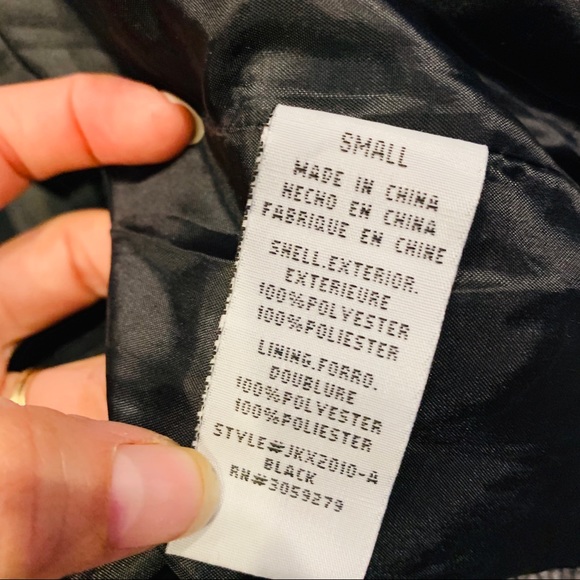 SMALL
MADE IN CHINA
HECHO EN CHINA
FABRIQUE EN CHINE
SHELL.EXTERIOR.
EXTERIEURE
100%POLYESTER
100%POLIESTER
LINING.FORRO.
DOUBLURE
100%POLYESTER
100%POLIESTER
STYLE#JKX2010-A
BLACK
RN#3059279